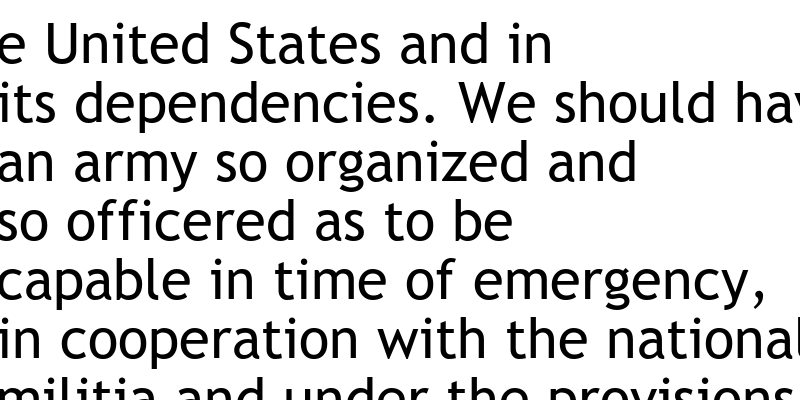 e United States and in
its dependencies. We should hav
an army so organized and
so officered as to be
capable in time of emergency,
in cooperation with the national
militia and under the provisions